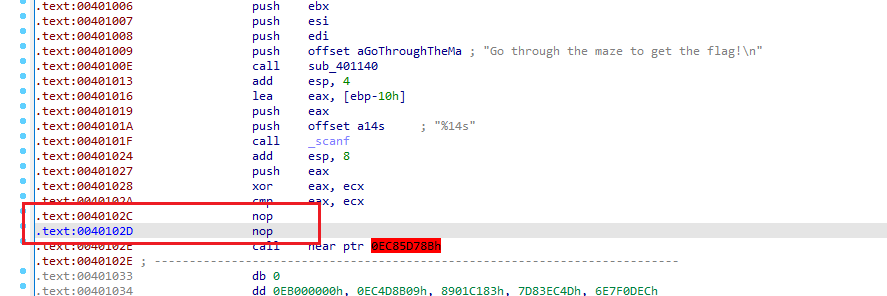 .text:00401006 push ebx
.text:00401007 push esi
.text:00401008 push edi
.text:00401009 push offset aGoThroughTheMa ; "Go through the maze to get the flag!\n"
.text:0040100E call sub_401140
.text:00401013 add esp, 4
.text:00401016 lea eax, [ebp-10h]
.text:00401019 push eax
.text:0040101A push offset a14s ; "%14s"
.text:0040101F call _scanf
.text:00401024 add esp, 8
.text:00401027 push eax
.text:00401028 xor eax, ecx
.text:0040102A cmp eax, ecx
.text:0040102C nop
.text:0040102D nop
.text:0040102E call near ptr 0EC85D78Bh
.text:0040102E ; ---------------------------------------------------------------------------
.text:00401033 db 0
.text:00401034 dd 0EB000000h, 0EC4D8B09h, 8901C183h, 7D83EC4Dh, 6E7F0DECh